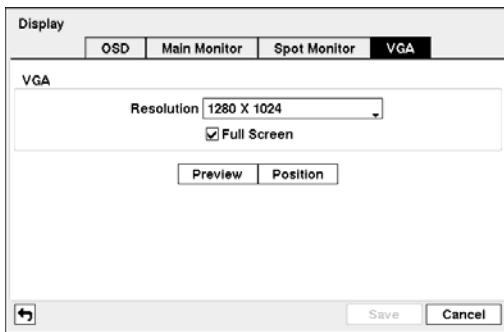 Display
OSD Main Monitor Spot Monitor VGA
VGA
Resolution 1280 X 1024
Full Screen
Preview Position
Save Cancel